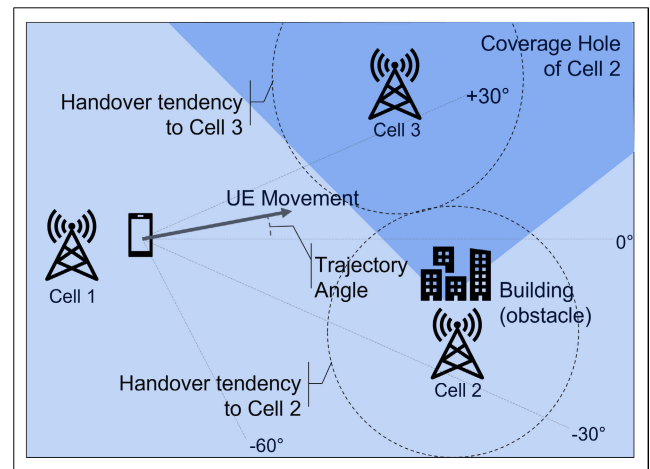 Coverage Hole
of Cell 2
Handover tendency
to Cell 3
+30°
Cell 3
UE Movement
0°
Cell 1
Trajectory
Angle
Building
(obstacle)
Handover tendency
to Cell 2
Cell 2
-30°
-60°